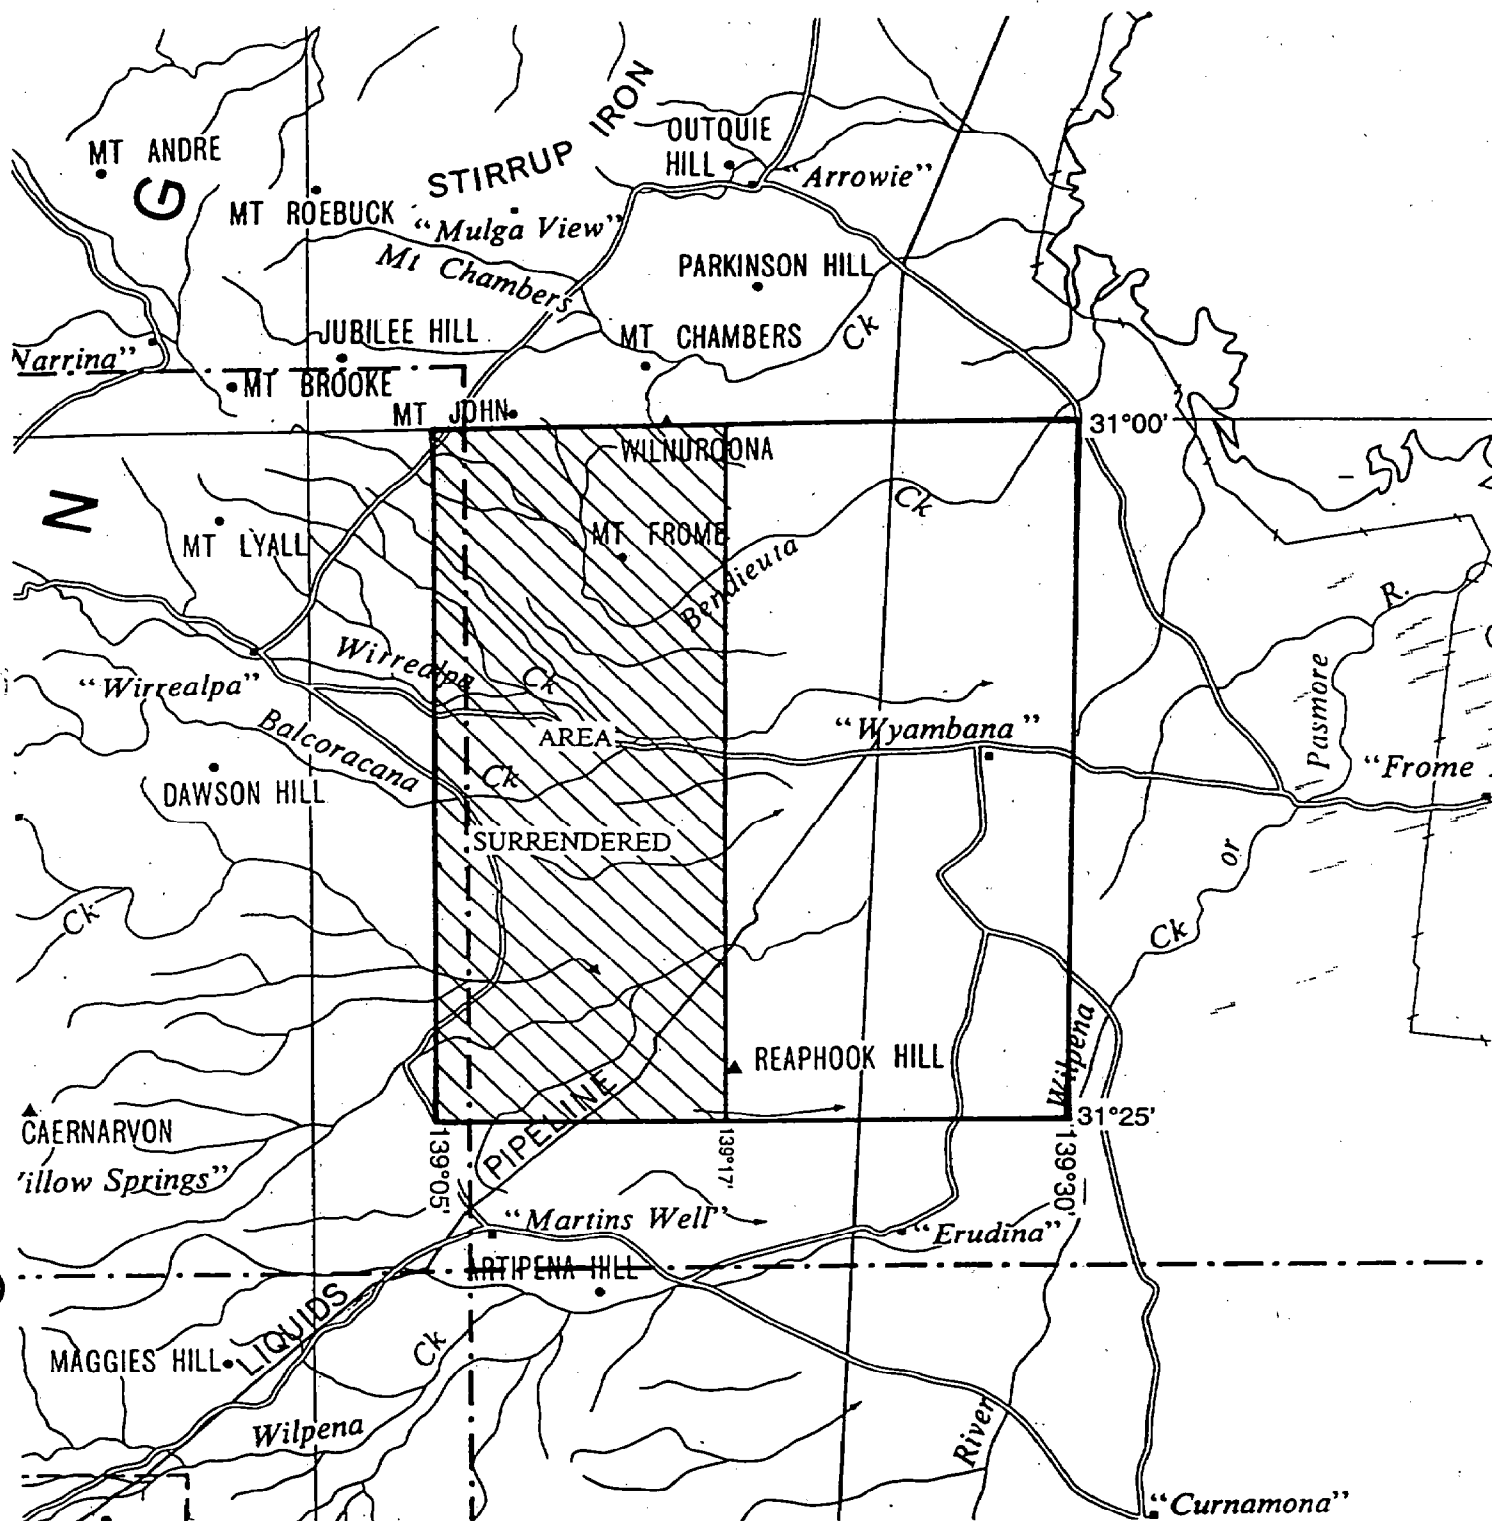 IRON
STIRRUP
OUTQUIE
HILL
MT ANDRE
G
"Arrowie"
MT ROEBUCK
"Mulga View"
Mt Chambers
PARKINSON HILL
Ck
JUBILEE HILL
MT CHAMBERS
Narrina"
MT BROOKE
MT JOHN
31°00'
WILNUROONA
N
Ck
MT LYALL
MT FROME
Bendieuta
R.
Wirrealpa
Ck
"Wirrealpa"
Pasmore
Balcoracana
AREA
"Wyambana"
Ck
"Frome
DAWSON HILL
SURRENDERED
or
Ck
Ck
Wilpena
REAPHOOK HILL
31°25'
CAERNARVON
PIPELINE
139°05'
139°17'
139°30'
'illow Springs"
"Martins Well"
"Erudina"
ARTIPENA HILL
LIQUIDS
MAGGIES HILL
Ck
Wilpena
River
"Curnamona"